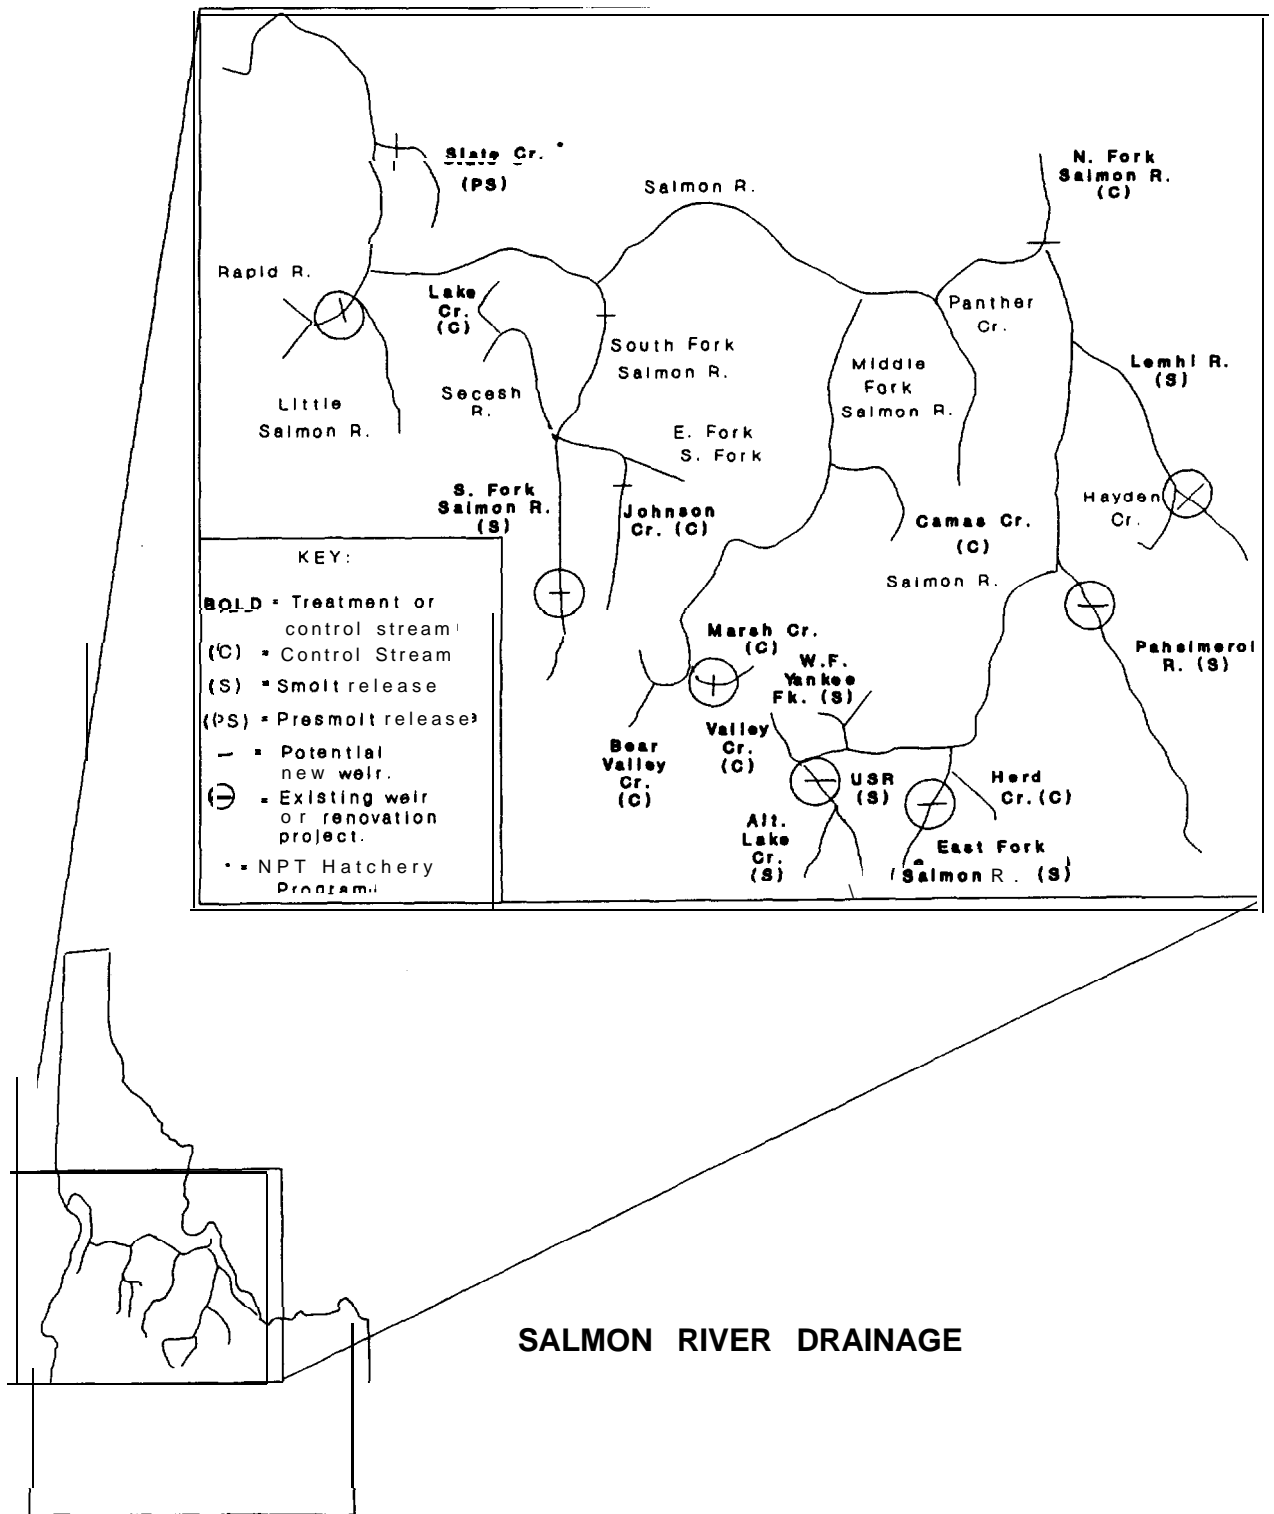 Slate Cr. •
(PS)
Salmon R.
N. Fork
Salmon R.
(C)
Rapid R.
Lake
Cr.
(C)
Panther
Cr.
South Fork
Salmon R.
Middle
Fork
Salmon R.
Lemhi R.
(S)
Little
Salmon R.
Secesh
R.
E. Fork
S. Fork
S. Fork
Salmon R.
(S)
Johnson
Cr. (C)
Camas Cr.
(C)
Hayden
Cr.
Salmon R.
Marsh Cr.
(C)
W.F.
Yankee
Fk. (S)
Pahsimeroi
R. (S)
Bear
Valley
Cr.
(C)
Valley
Cr.
(C)
USR
(S)
Herd
Cr. (C)
Alt.
Lake
Cr.
(S)
East Fork
Salmon R. (S)
KEY:
BOLD = Treatment or
control stream
(C) = Control Stream
(S) = Smolt release
(PS) = Presmolt release
— = Potential
new weir.
= Existing weir
or renovation
project.
• = NPT Hatchery
Program
SALMON RIVER DRAINAGE